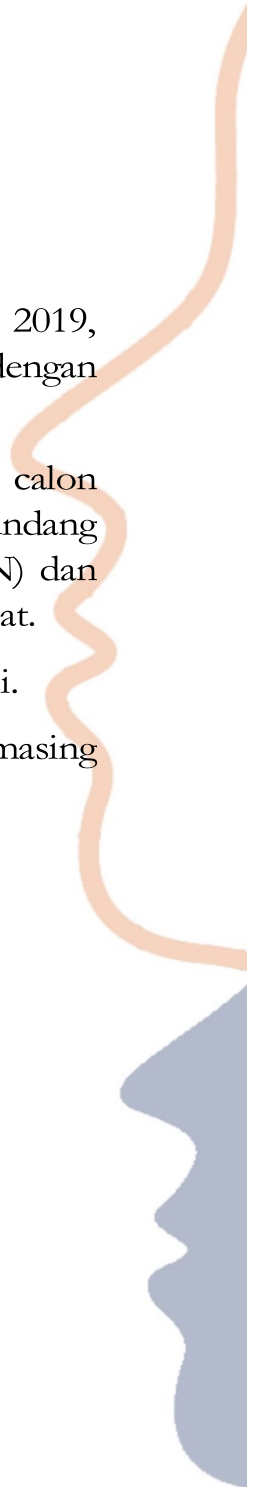 2019,
dengan
calon
undang
N) dan
at.
i.
masing